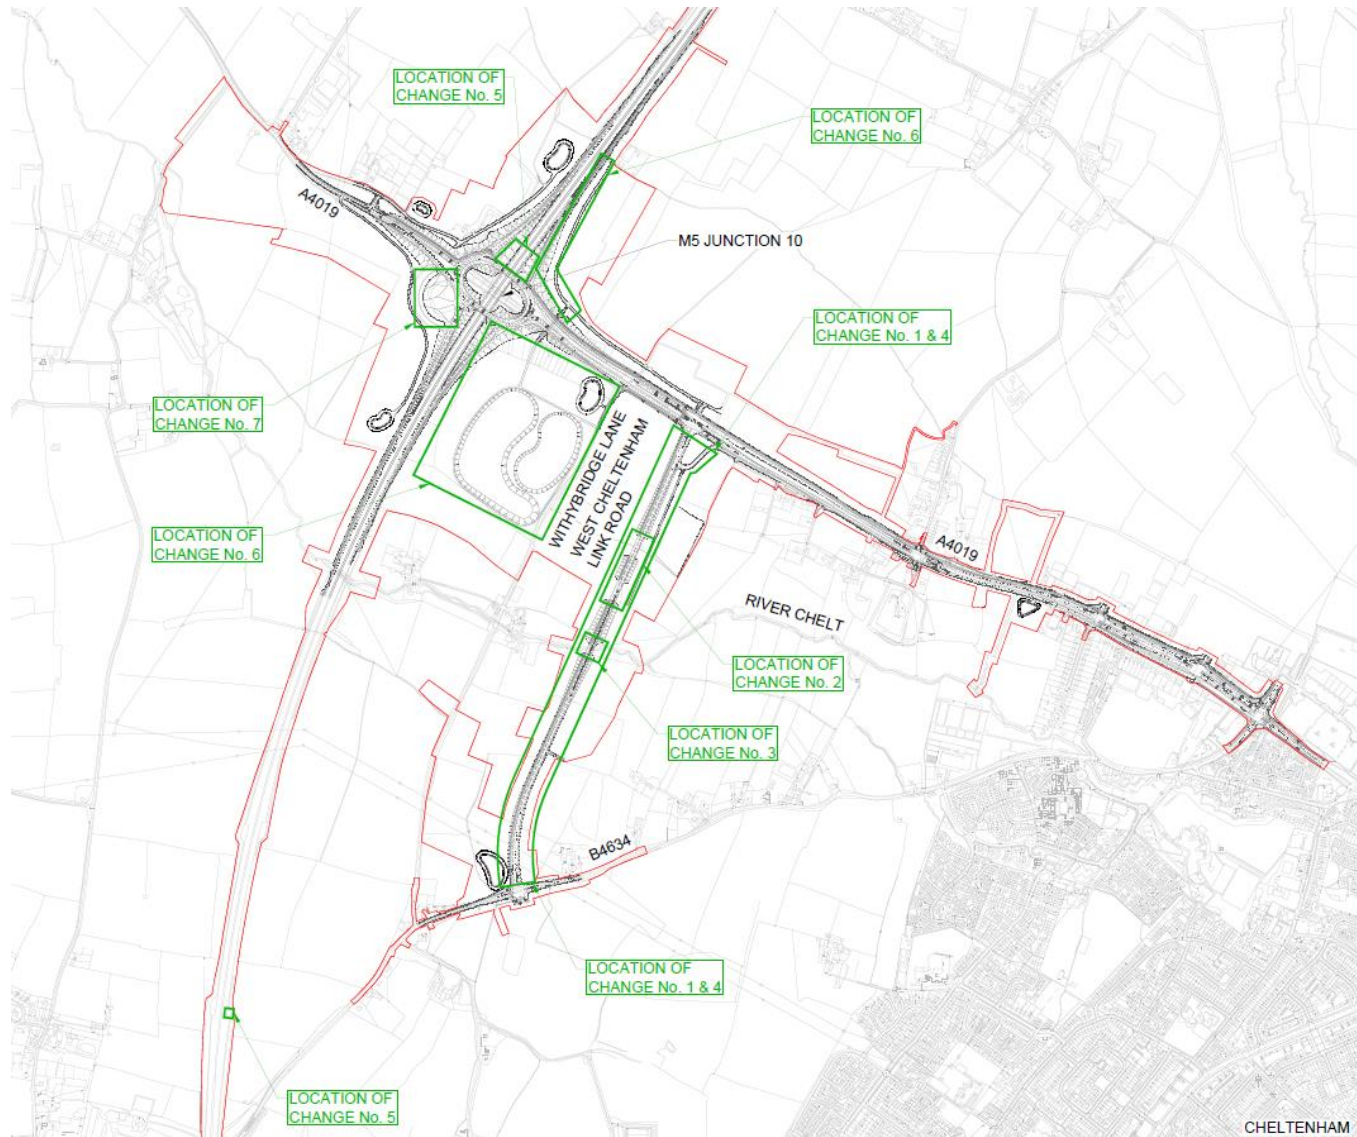 LOCATION OF
CHANGE No. 5
LOCATION OF
CHANGE No. 6
A4019
M5 JUNCTION 10
LOCATION OF
CHANGE No. 1 & 4
LOCATION OF
CHANGE No. 7
WITHYBRIDGE LANE
WEST CHELTENHAM
LINK ROAD
LOCATION OF
CHANGE No. 6
A4019
RIVER CHELT
LOCATION OF
CHANGE No. 2
LOCATION OF
CHANGE No. 3
B4634
LOCATION OF
CHANGE No. 1 & 4
LOCATION OF
CHANGE No. 5
CHELTENHAM